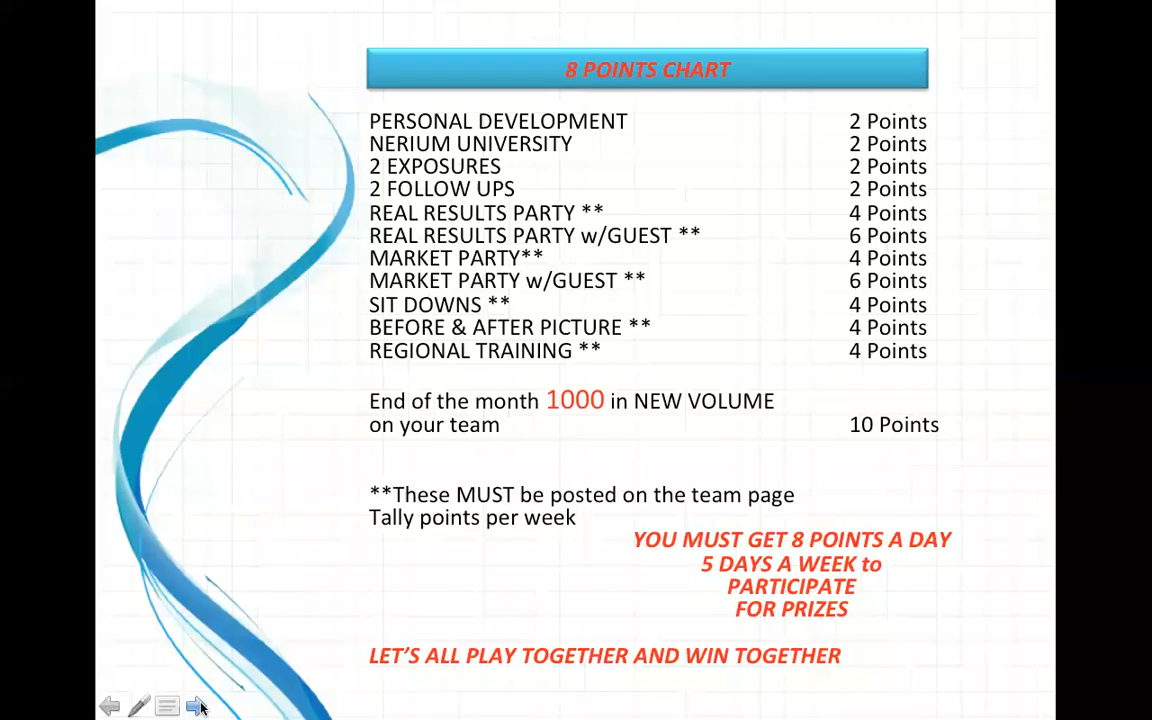 8 POINTS CHART
PERSONAL DEVELOPMENT 2 Points
NERIUM UNIVERSITY 2 Points
2 EXPOSURES 2 Points
2 FOLLOW UPS 2 Points
REAL RESULTS PARTY ** 4 Points
REAL RESULTS PARTY w/GUEST ** 6 Points
MARKET PARTY** 4 Points
MARKET PARTY w/GUEST ** 6 Points
SIT DOWNS ** 4 Points
BEFORE & AFTER PICTURE ** 4 Points
REGIONAL TRAINING ** 4 Points
End of the month 1000 in NEW VOLUME
on your team 10 Points
**These MUST be posted on the team page
Tally points per week
YOU MUST GET 8 POINTS A DAY
5 DAYS A WEEK to
PARTICIPATE
FOR PRIZES
LET'S ALL PLAY TOGETHER AND WIN TOGETHER